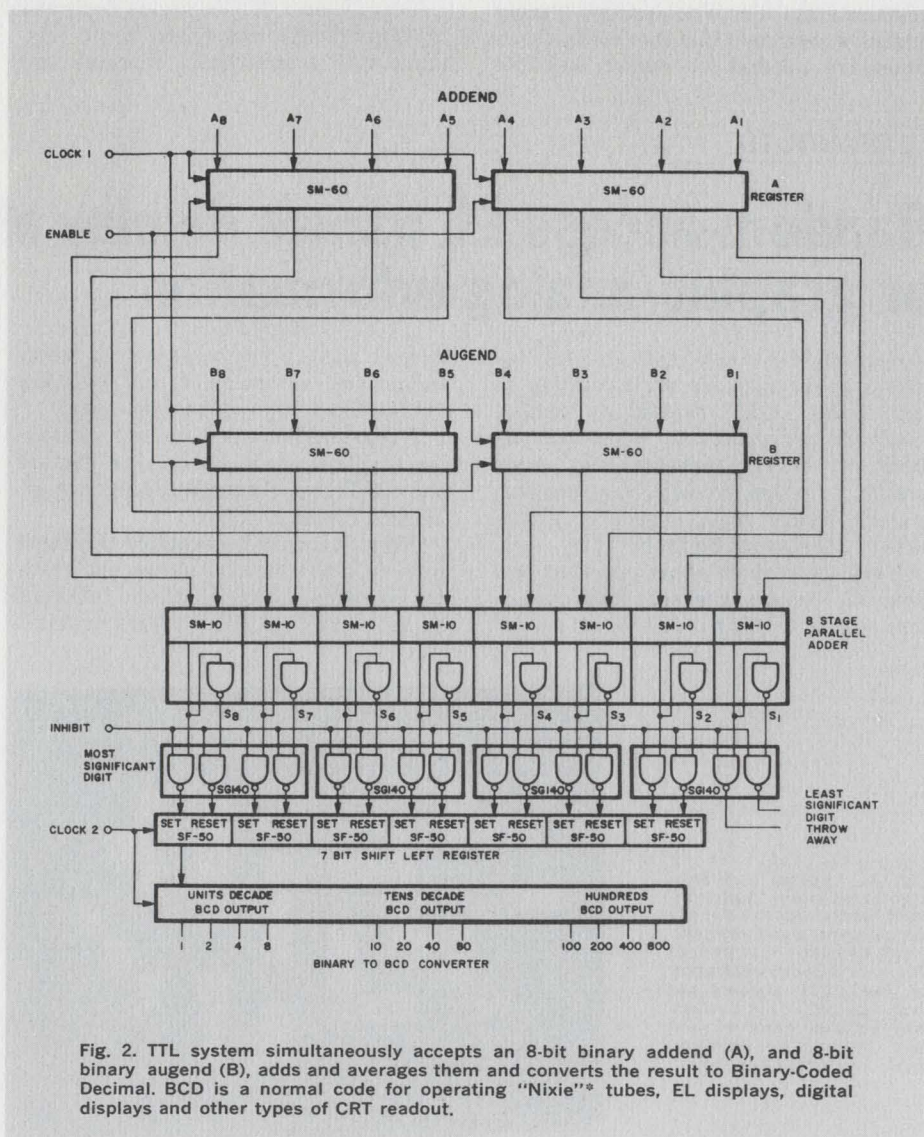 ADDEND
A8 A7 A6 A5 A4 A3 A2 A1
CLOCK 1
SM-60 SM-60
A
REGISTER
ENABLE
AUGEND
B8 B7 B6 B5 B4 B3 B2 B1
SM-60 SM-60
B
REGISTER
SM-10 SM-10 SM-10 SM-10 SM-10 SM-10 SM-10 SM-10
8 STAGE
PARALLEL
ADDER
S8 S7 S6 S5 S4 S3 S2 S1
INHIBIT
MOST
SIGNIFICANT
DIGIT
SG140 SG140 SG140 SG140
LEAST
SIGNIFICANT
DIGIT
THROW
AWAY
SET RESET SET RESET SET RESET SET RESET SET RESET SET RESET SET RESET
SF-50 SF-50 SF-50 SF-50 SF-50 SF-50 SF-50
CLOCK 2
7 BIT SHIFT LEFT REGISTER
UNITS DECADE TENS DECADE HUNDREDS
BCD OUTPUT BCD OUTPUT BCD OUTPUT
1 2 4 8 10 20 40 80 100 200 400 800
BINARY TO BCD CONVERTER
Fig. 2. TTL system simultaneously accepts an 8-bit binary addend (A), and 8-bit
binary augend (B), adds and averages them and converts the result to Binary-Coded
Decimal. BCD is a normal code for operating "Nixie"* tubes, EL displays, digital
displays and other types of CRT readout.